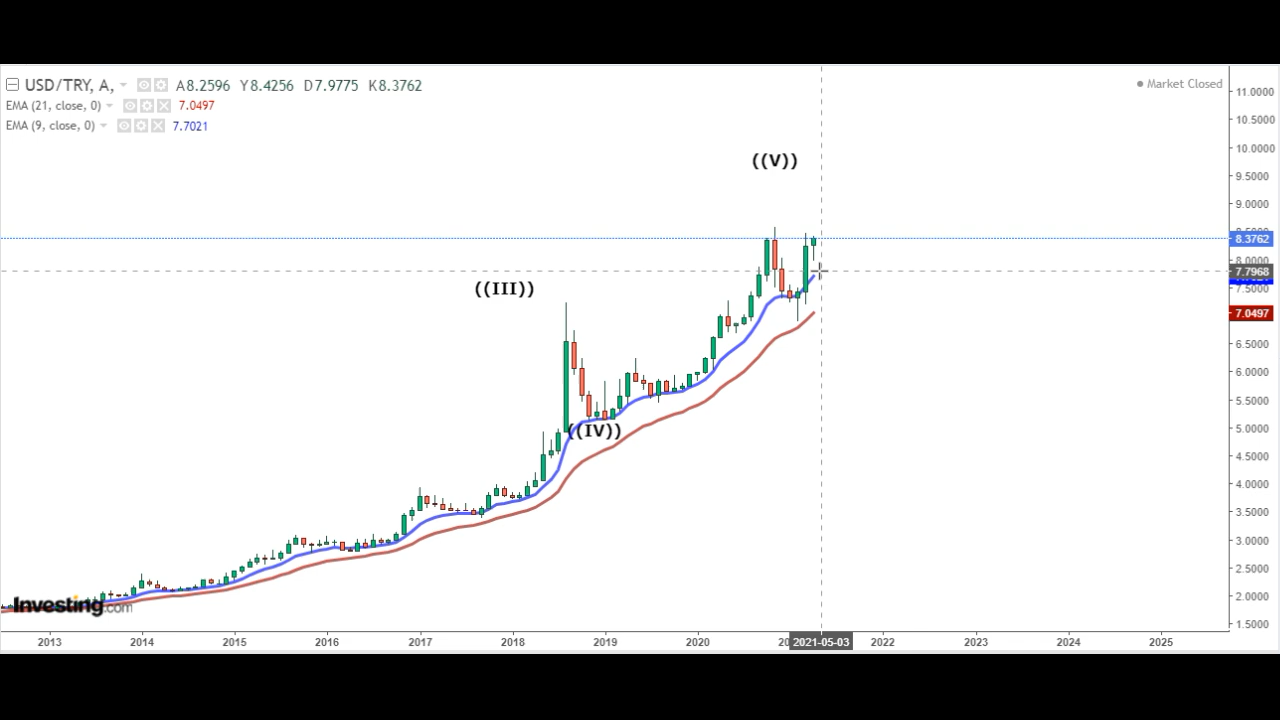 USD/TRY, A, A8.2596 Y8.4256 D7.9775 K8.3762
Market Closed
EMA (21, close, 0) 7.0497
EMA (9, close, 0) 7.7021
11.0000
10.5000
10.0000
((V))
9.5000
9.0000
8.3762
8.0000
7.7968
7.5000
((III))
7.0497
6.5000
6.0000
5.5000
5.0000
((IV))
4.5000
4.0000
3.5000
3.0000
2.5000
2.0000
Investing.com
1.5000
2013 2014 2015 2016 2017 2018 2019 2020 2021-05-03 2022 2023 2024 2025